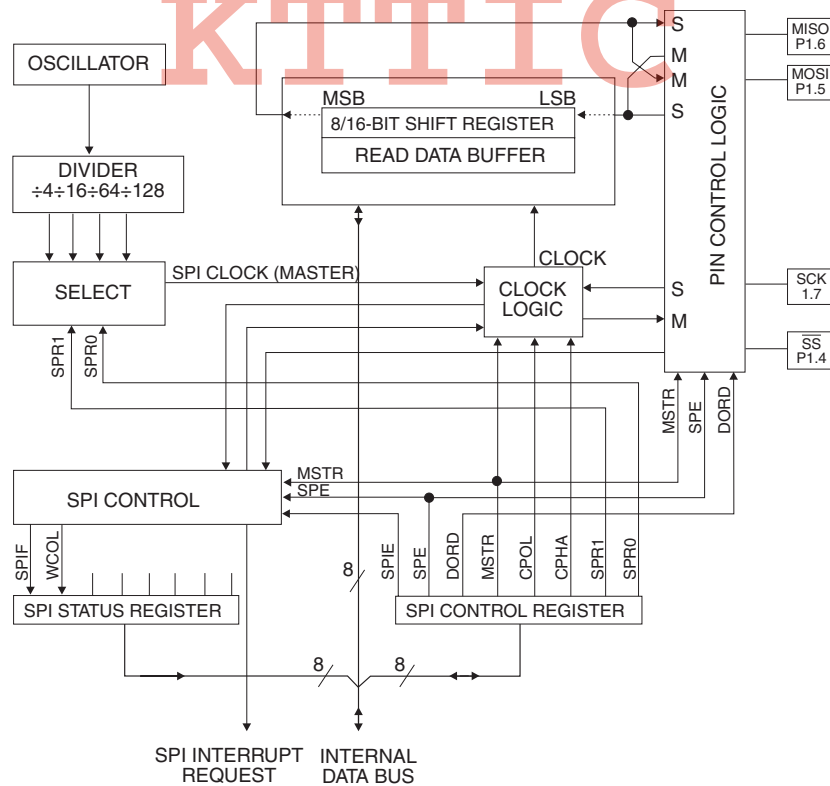 KTTIC
OSCILLATOR
DIVIDER
÷4÷16÷64÷128
SELECT
SPI CLOCK (MASTER)
SPR1
SPR0
MSB
LSB
8/16-BIT SHIFT REGISTER
READ DATA BUFFER
CLOCK
CLOCK
LOGIC
S
M
M
S
S
M
PIN CONTROL LOGIC
MISO
P1.6
MOSI
P1.5
SCK
1.7
SS
P1.4
MSTR
SPE
DORD
SPI CONTROL
MSTR
SPE
SPIF
WCOL
SPI STATUS REGISTER
8
SPIE
SPE
DORD
MSTR
CPOL
CPHA
SPR1
SPR0
SPI CONTROL REGISTER
8
8
SPI INTERRUPT
REQUEST
INTERNAL
DATA BUS